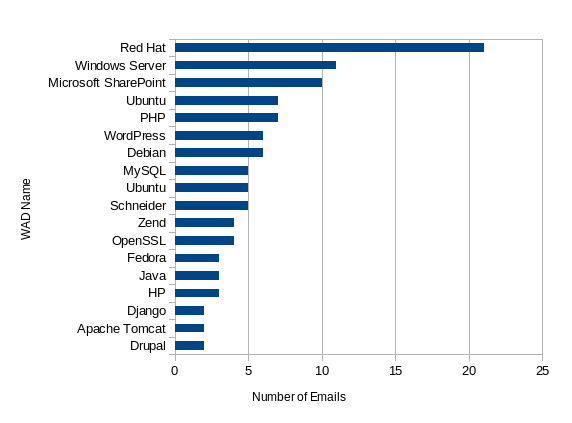 Red Hat
Windows Server
Microsoft SharePoint
Ubuntu
PHP
WordPress
Debian
MySQL
Ubuntu
Schneider
Zend
OpenSSL
Fedora
Java
HP
Django
Apache Tomcat
Drupal
WAD Name
0 5 10 15 20 25
Number of Emails